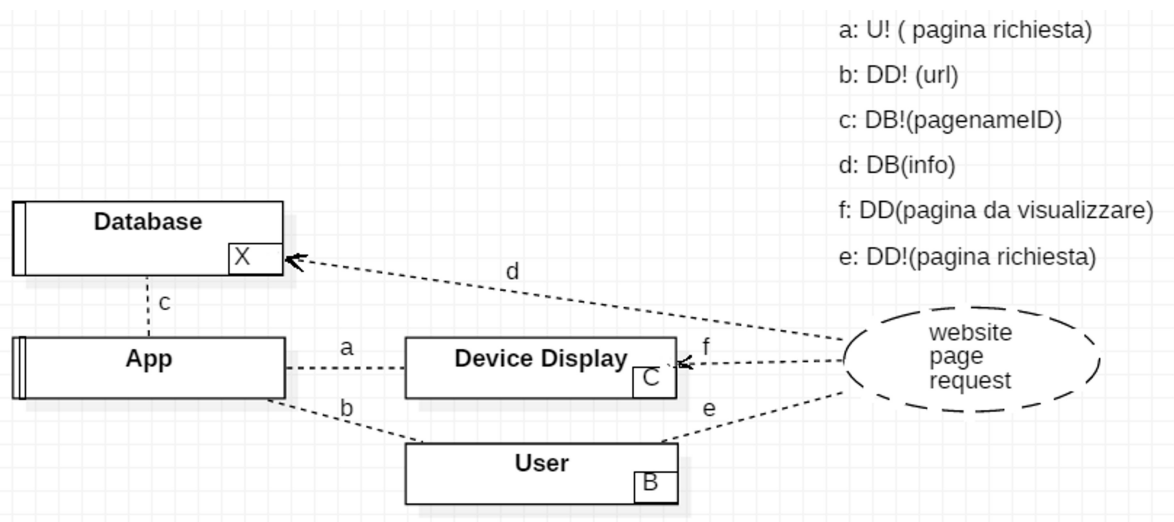 a: U! ( pagina richiesta)
b: DD! (url)
c: DB!(pagenameID)
d: DB(info)
f: DD(pagina da visualizzare)
e: DD!(pagina richiesta)
Database
X
d
c
website
page
request
App
a
Device Display
C
f
b
e
User
B